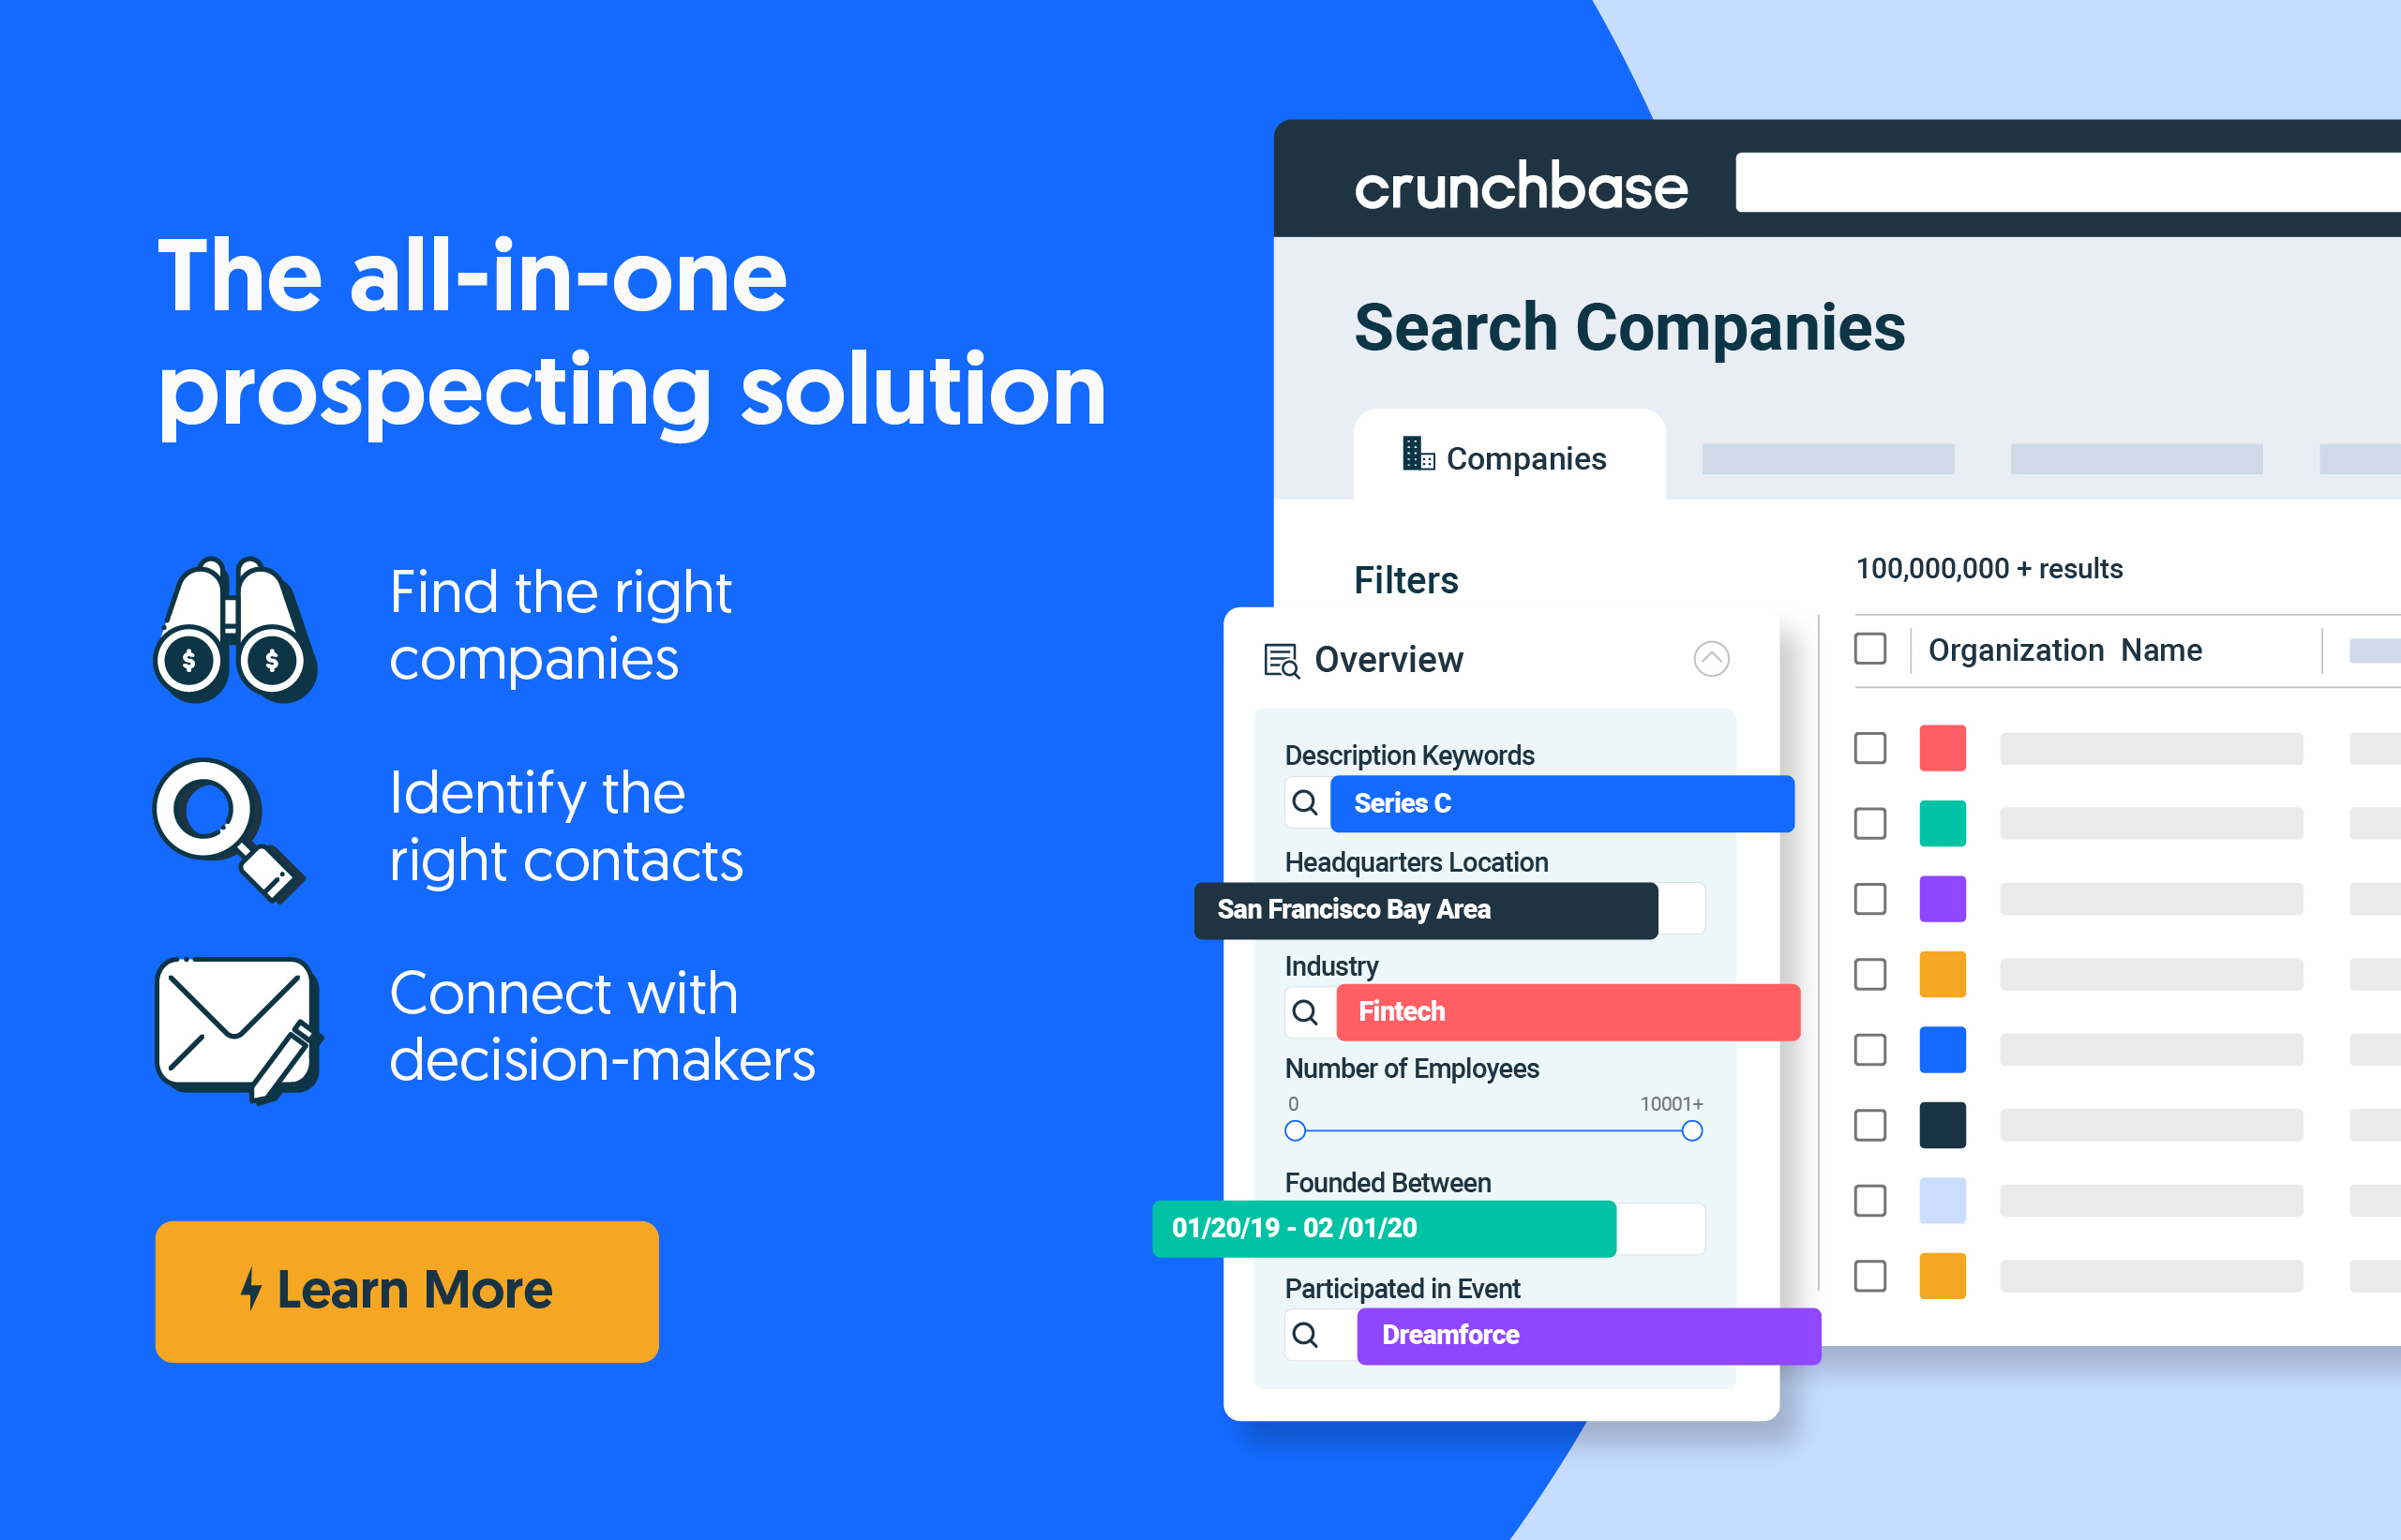 The all-in-one
prospecting solution
Find the right
companies
Identify the
right contacts
Connect with
decision-makers
Learn More
crunchbase
Search Companies
Companies
Filters
100,000,000 + results
Organization Name
Overview
Description Keywords
Series C
Headquarters Location
San Francisco Bay Area
Industry
Fintech
Number of Employees
0 10001+
Founded Between
01/20/19 - 02 /01/20
Participated in Event
Dreamforce